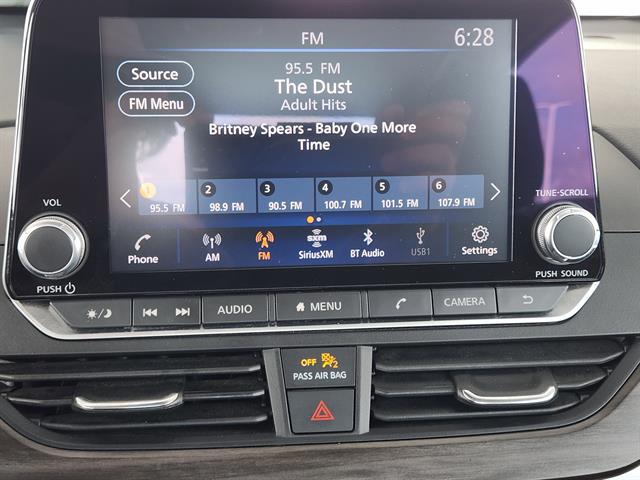 FM
6:28
Source
FM Menu
95.5 FM
The Dust
Adult Hits
Britney Spears - Baby One More
Time
1
95.5 FM
2
98.9 FM
3
90.5 FM
4
100.7 FM
5
101.5 FM
6
107.9 FM
Phone
AM
FM
sxm
SiriusXM
BT Audio
USB1
Settings
VOL
PUSH
TUNE-SCROLL
PUSH SOUND
AUDIO
MENU
CAMERA
OFF
2
PASS AIR BAG